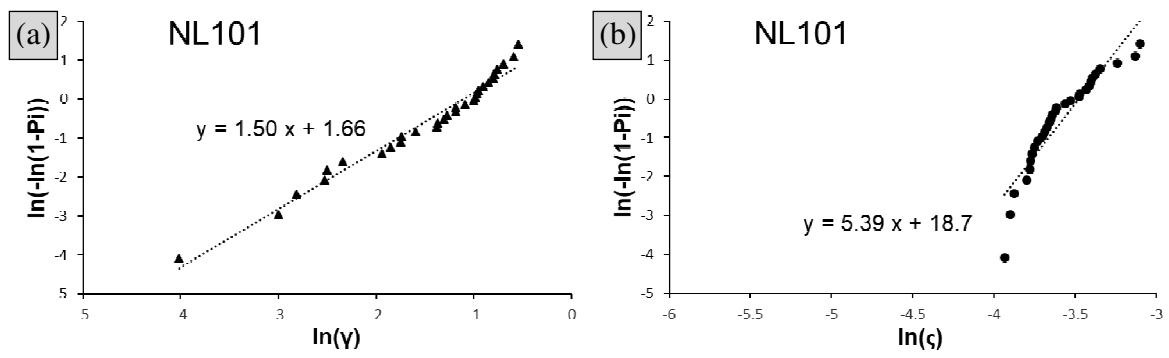 (a)
NL101
ln(-ln(1-Pi))
2
1
0
-1
-2
-3
-4
5
y = 1.50 x + 1.66
5 4 3 2 1 0
ln(γ)
(b)
NL101
ln(-ln(1-Pi))
2
1
0
-1
-2
-3
-4
5
y = 5.39 x + 18.7
-6 -5.5 -5 -4.5 -4 -3.5 -3
ln(ς)